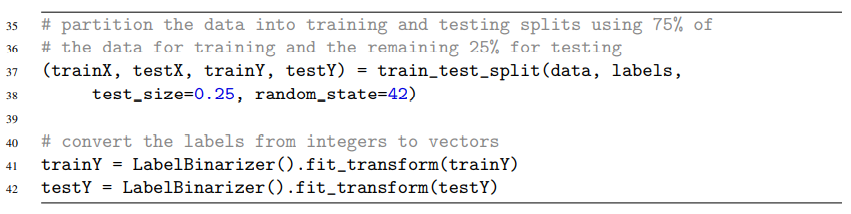 35 # partition the data into training and testing splits using 75% of
36 # the data for training and the remaining 25% for testing
37 (trainX, testX, trainY, testY) = train_test_split(data, labels,
38     test_size=0.25, random_state=42)
39
40 # convert the labels from integers to vectors
41 trainY = LabelBinarizer().fit_transform(trainY)
42 testY = LabelBinarizer().fit_transform(testY)